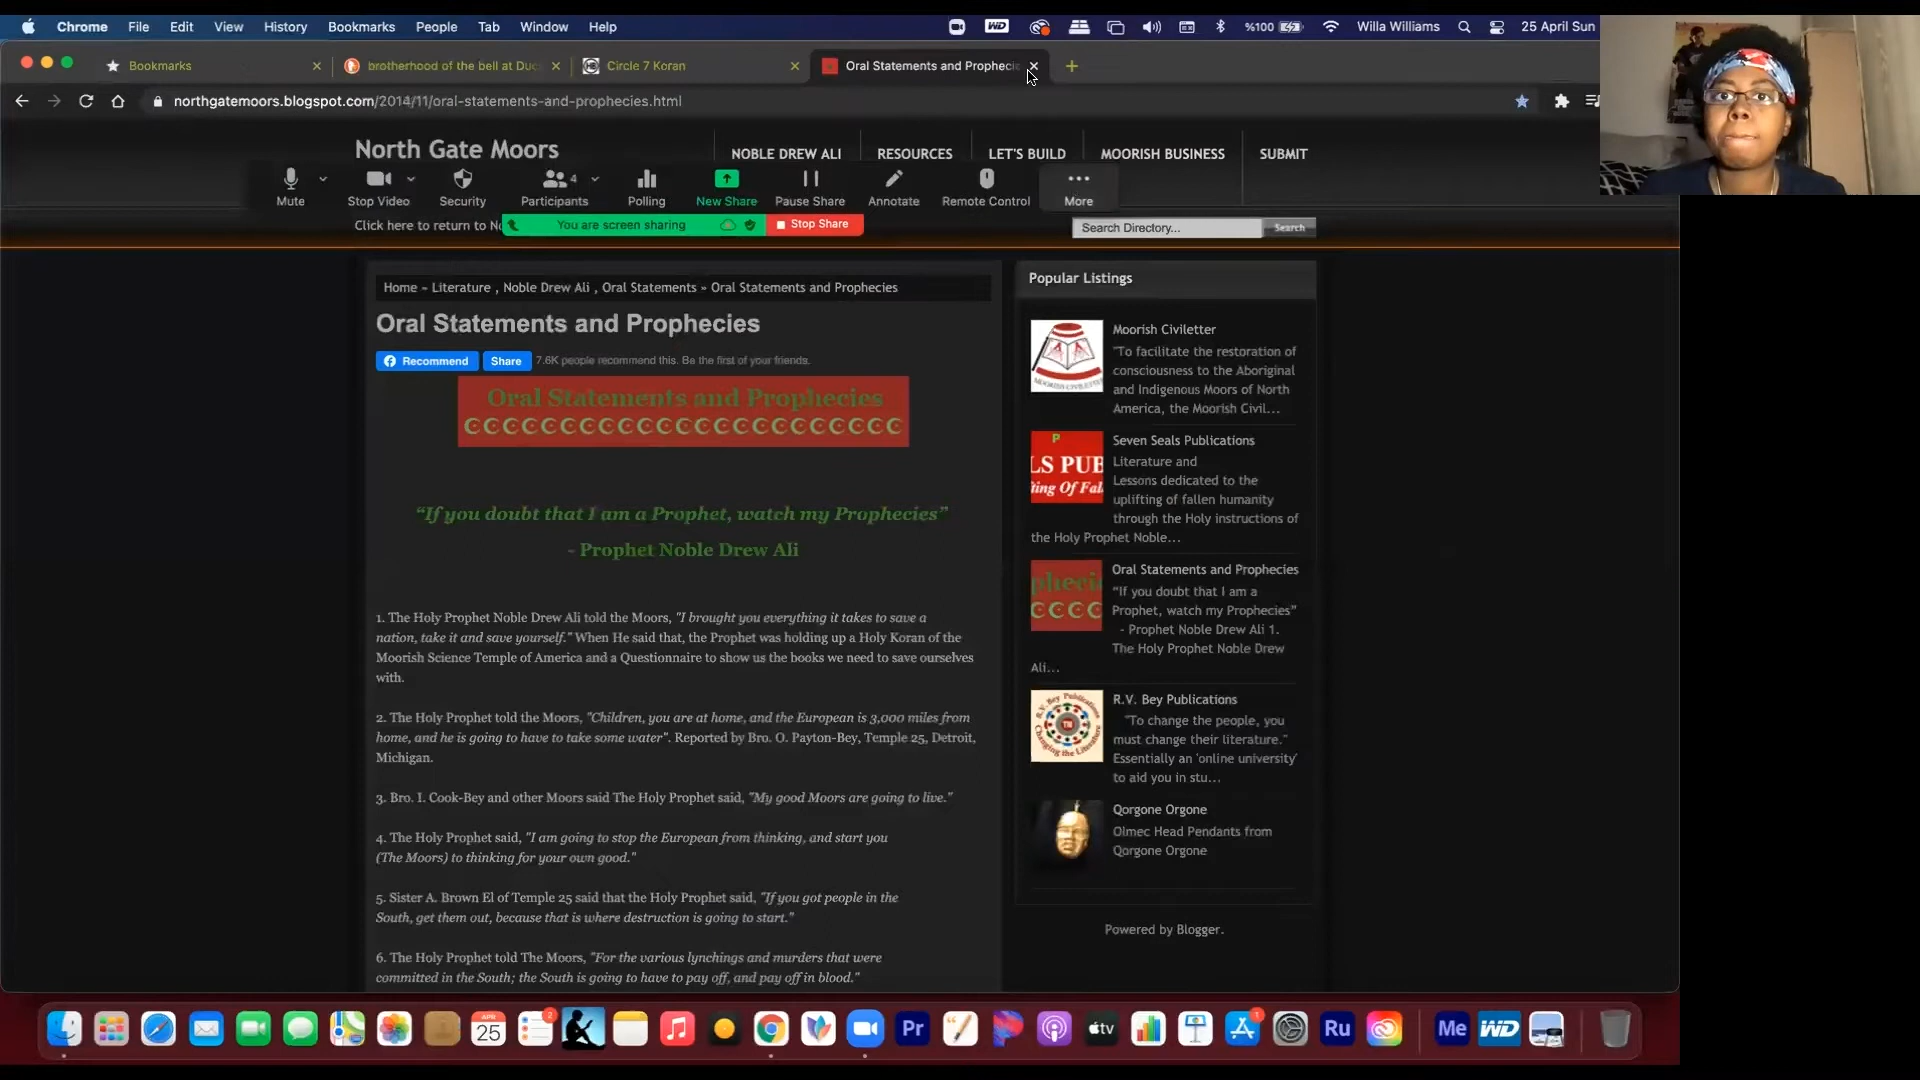 Chrome File Edit View History Bookmarks People Tab Window Help
WD %100 Willa Williams 25 April Sun
Bookmarks
brotherhood of the bell at Duc
Circle 7 Koran
Oral Statements and Prophecie
northgatemoors.blogspot.com/2014/11/oral-statements-and-prophecies.html
North Gate Moors
NOBLE DREW ALI RESOURCES LET'S BUILD MOORISH BUSINESS SUBMIT
4
Mute Stop Video Security Participants Polling New Share Pause Share Annotate Remote Control More
Click here to return to No
You are screen sharing Stop Share
Search Directory... Search
Home » Literature , Noble Drew Ali , Oral Statements » Oral Statements and Prophecies
Oral Statements and Prophecies
Recommend Share 7.6K people recommend this. Be the first of your friends.
Oral Statements and Prophecies
“If you doubt that I am a Prophet, watch my Prophecies”
- Prophet Noble Drew Ali
1. The Holy Prophet Noble Drew Ali told the Moors, "I brought you everything it takes to save a
nation, take it and save yourself." When He said that, the Prophet was holding up a Holy Koran of the
Moorish Science Temple of America and a Questionnaire to show us the books we need to save ourselves
with.
2. The Holy Prophet told the Moors, "Children, you are at home, and the European is 3,000 miles from
home, and he is going to have to take some water". Reported by Bro. O. Payton-Bey, Temple 25, Detroit,
Michigan.
3. Bro. I. Cook-Bey and other Moors said The Holy Prophet said, "My good Moors are going to live."
4. The Holy Prophet said, "I am going to stop the European from thinking, and start you
(The Moors) to thinking for your own good."
5. Sister A. Brown El of Temple 25 said that the Holy Prophet said, "If you got people in the
South, get them out, because that is where destruction is going to start."
6. The Holy Prophet told The Moors, "For the various lynchings and murders that were
committed in the South; the South is going to have to pay off, and pay off in blood."
Popular Listings
Moorish Civiletter
"To facilitate the restoration of
consciousness to the Aboriginal
and Indigenous Moors of North
America, the Moorish Civil...
P
LS PUB
ting Of Fal
Seven Seals Publications
Literature and
Lessons dedicated to the
uplifting of fallen humanity
through the Holy instructions of
the Holy Prophet Noble...
pheci
Oral Statements and Prophecies
“If you doubt that I am a
Prophet, watch my Prophecies”
- Prophet Noble Drew Ali 1.
The Holy Prophet Noble Drew
Ali...
R.V. Bey Publications
"To change the people, you
must change their literature."
Essentially an 'online university'
to aid you in stu...
Qorgone Orgone
Olmec Head Pendants from
Qorgone Orgone
Powered by Blogger.
APR
25
2
tv
Pr
1
Ru
Me
WD